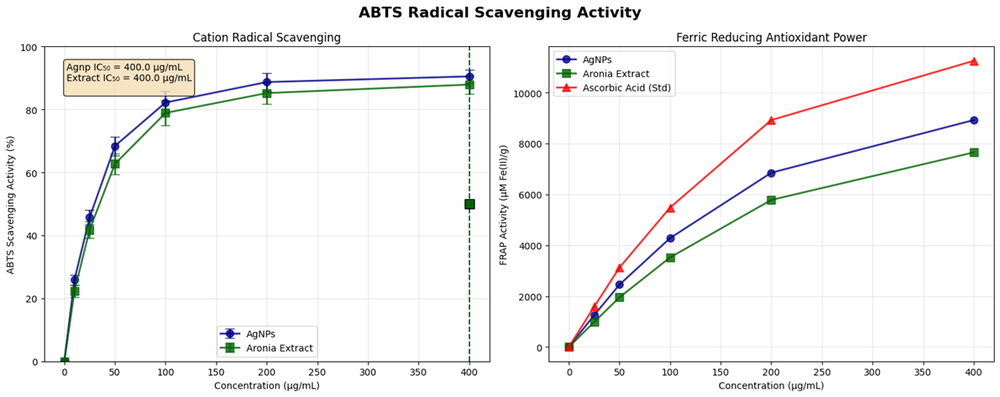 ABTS Radical Scavenging Activity
Cation Radical Scavenging
Agnp IC₅₀ = 400.0 μg/mL
Extract IC₅₀ = 400.0 μg/mL
ABTS Scavenging Activity (%)
100
80
60
40
20
0
AgNPs
Aronia Extract
0 50 100 150 200 250 300 350 400
Concentration (μg/mL)
Ferric Reducing Antioxidant Power
AgNPs
Aronia Extract
Ascorbic Acid (Std)
FRAP Activity (μM Fe(II)/g)
10000
8000
6000
4000
2000
0
0 50 100 150 200 250 300 350 400
Concentration (μg/mL)